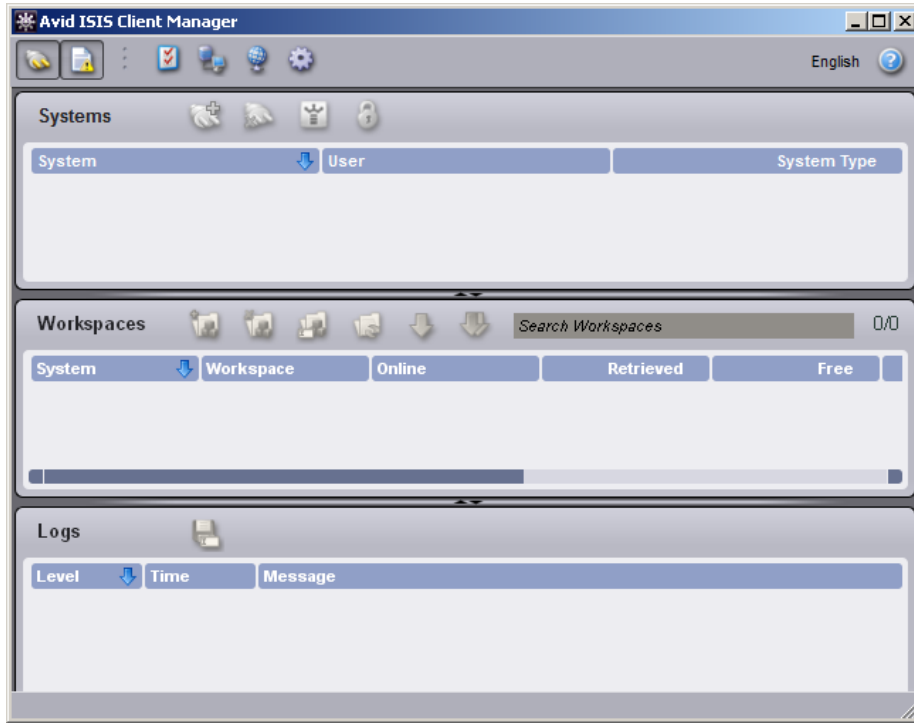 Avid ISIS Client Manager
English
Systems
System User System Type
Workspaces Search Workspaces 0/0
System Workspace Online Retrieved Free
Logs
Level Time Message